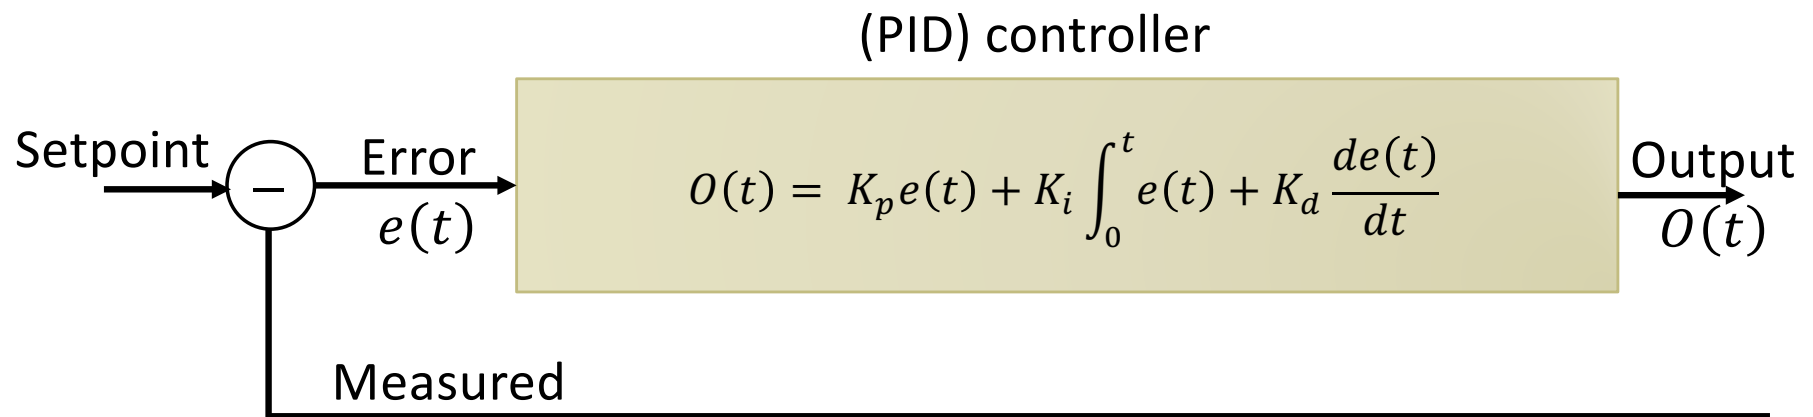 (PID) controller
Setpoint
−
Error
e(t)
O(t) = K_p e(t) + K_i ∫_0^t e(t) + K_d de(t)/dt
Output
O(t)
Measured